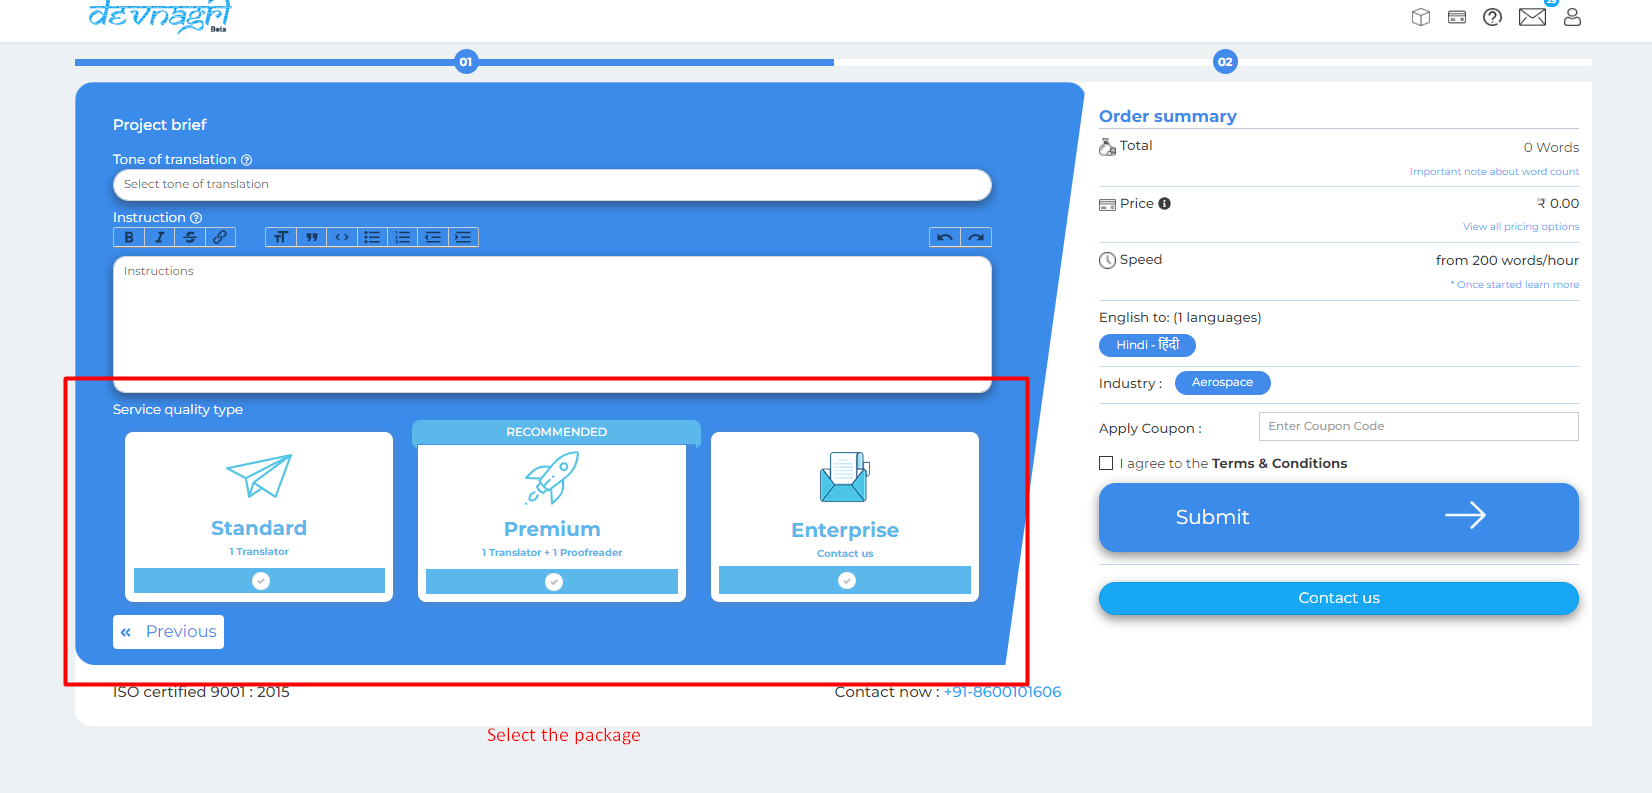 devnagri
Beta
25
01
02
Project brief
Tone of translation
Select tone of translation
Instruction
Instructions
Service quality type
RECOMMENDED
Standard
1 Translator
Premium
1 Translator + 1 Proofreader
Enterprise
Contact us
« Previous
ISO certified 9001 : 2015
Contact now : +91-8600101606
Select the package
Order summary
Total
0 Words
Important note about word count
Price
₹ 0.00
View all pricing options
Speed
from 200 words/hour
* Once started learn more
English to: (1 languages)
Hindi - हिंदी
Industry : Aerospace
Apply Coupon : Enter Coupon Code
I agree to the Terms & Conditions
Submit
Contact us